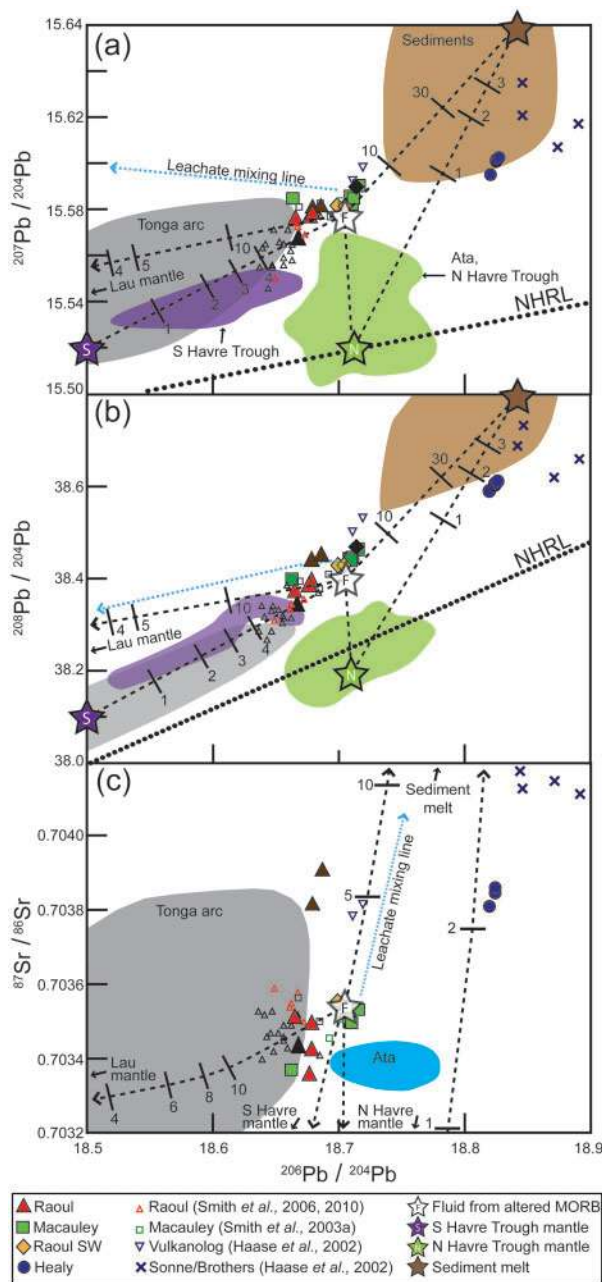 15.64
(a)
Sediments
3
30
2
15.62
²⁰⁷Pb / ²⁰⁴Pb
10
1
Leachate mixing line
15.58
F
Tonga arc
4 5
10
4
Ata,
N Havre Trough
Lau mantle
3
2
15.54
1
S Havre Trough
NHRL
S
N
15.50
(b)
3
30
2
38.6
10
1
²⁰⁸Pb / ²⁰⁴Pb
NHRL
38.4
F
10
4 5
Lau mantle
4
3
38.2
2
1
N
S
38.0
(c)
10
Sediment
melt
0.7040
Leachate mixing line
Tonga arc
5
0.7038
2
⁸⁷Sr / ⁸⁶Sr
0.7036
F
0.7034
Ata
Lau
mantle
10
8
6
4
S Havre
mantle
N Havre
mantle
1
0.7032
18.5 18.6 18.7 18.8 18.9
²⁰⁶Pb / ²⁰⁴Pb
Raoul
Raoul (Smith et al., 2006, 2010)
F Fluid from altered MORB
Macauley
Macauley (Smith et al., 2003a)
S S Havre Trough mantle
Raoul SW
Vulkanolog (Haase et al., 2002)
N N Havre Trough mantle
Healy
Sonne/Brothers (Haase et al., 2002)
Sediment melt